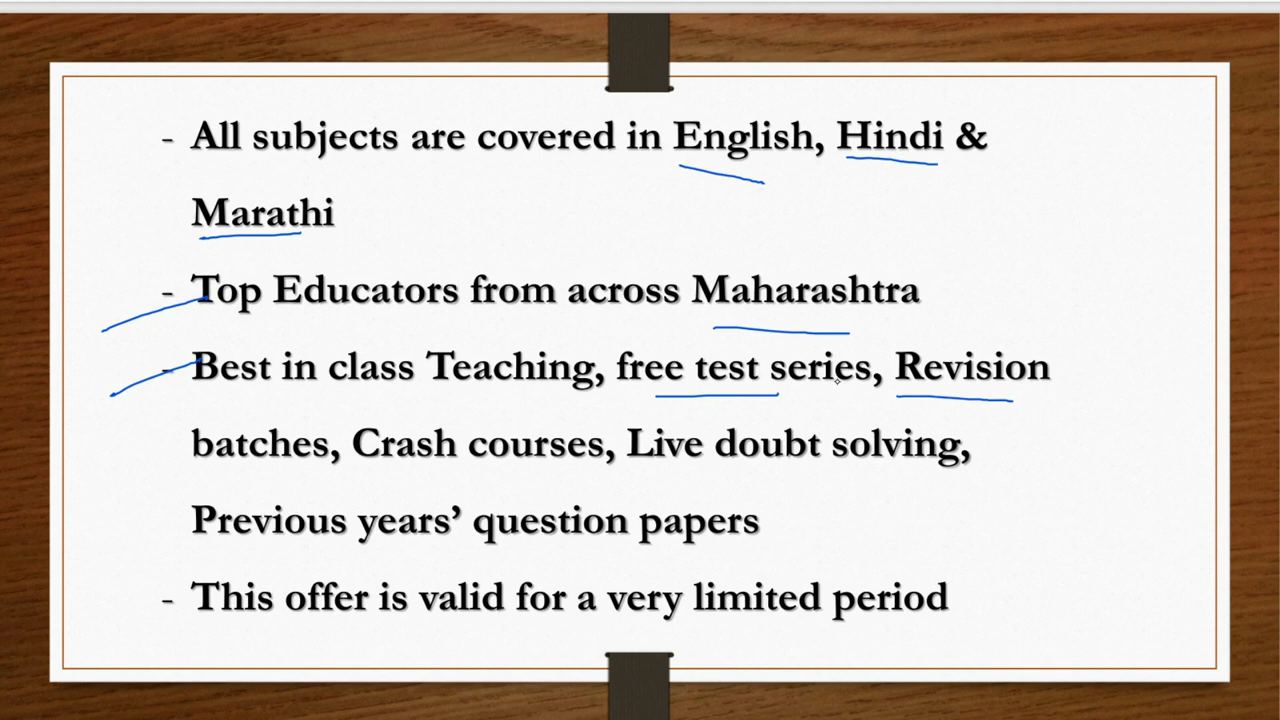 - All subjects are covered in English, Hindi &
Marathi
- Top Educators from across Maharashtra
- Best in class Teaching, free test series, Revision
batches, Crash courses, Live doubt solving,
Previous years’ question papers
- This offer is valid for a very limited period